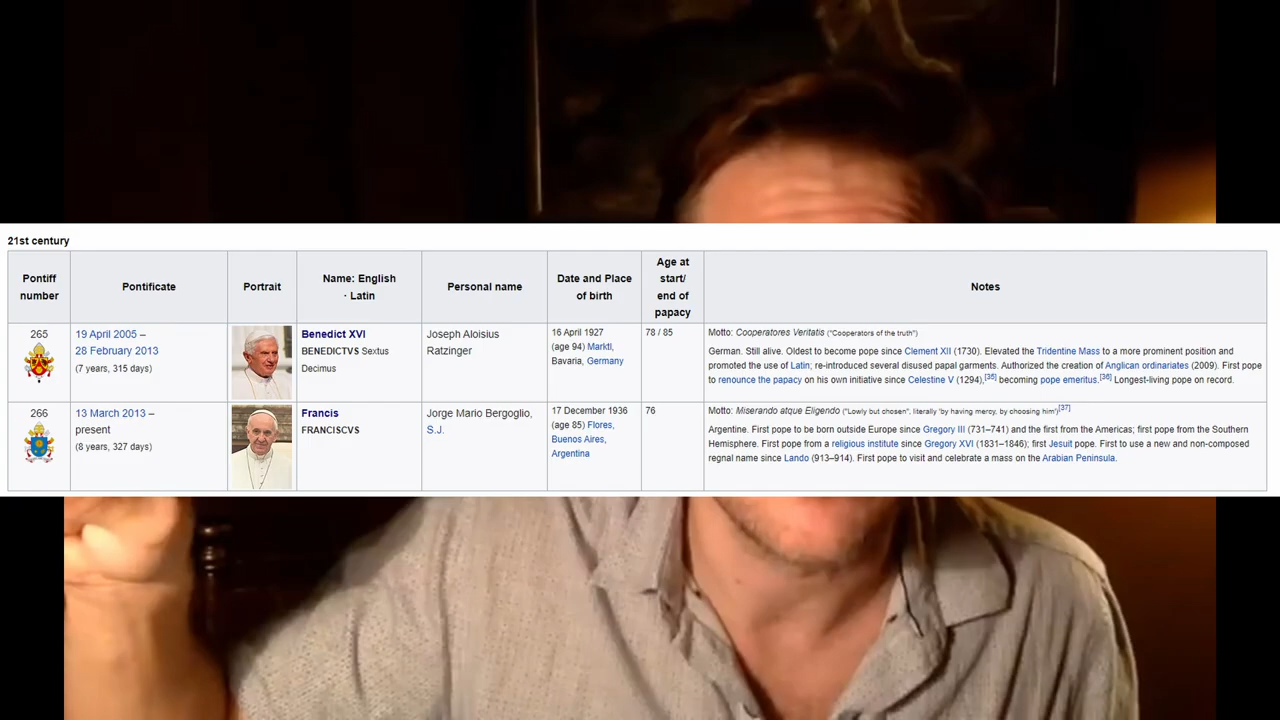 21st century
Pontiff number
Pontificate
Portrait
Name: English
· Latin
Personal name
Date and Place
of birth
Age at
start/
end of
papacy
Notes
265
19 April 2005 –
28 February 2013
(7 years, 315 days)
Benedict XVI
BENEDICTVS Sextus
Decimus
Joseph Aloisius
Ratzinger
16 April 1927
(age 94) Marktl,
Bavaria, Germany
78 / 85
Motto: Cooperatores Veritatis ("Cooperators of the truth")
German. Still alive. Oldest to become pope since Clement XII (1730). Elevated the Tridentine Mass to a more prominent position and
promoted the use of Latin; re-introduced several disused papal garments. Authorized the creation of Anglican ordinariates (2009). First pope
to renounce the papacy on his own initiative since Celestine V (1294),[35] becoming pope emeritus.[36] Longest-living pope on record.
266
13 March 2013 –
present
(8 years, 327 days)
Francis
FRANCISCVS
Jorge Mario Bergoglio,
S.J.
17 December 1936
(age 85) Flores,
Buenos Aires,
Argentina
76
Motto: Miserando atque Eligendo ("Lowly but chosen", literally "by having mercy, by choosing him")[37]
Argentine. First pope to be born outside Europe since Gregory III (731–741) and the first from the Americas; first pope from the Southern
Hemisphere. First pope from a religious institute since Gregory XVI (1831–1846); first Jesuit pope. First to use a new and non-composed
regnal name since Lando (913–914). First pope to visit and celebrate a mass on the Arabian Peninsula.